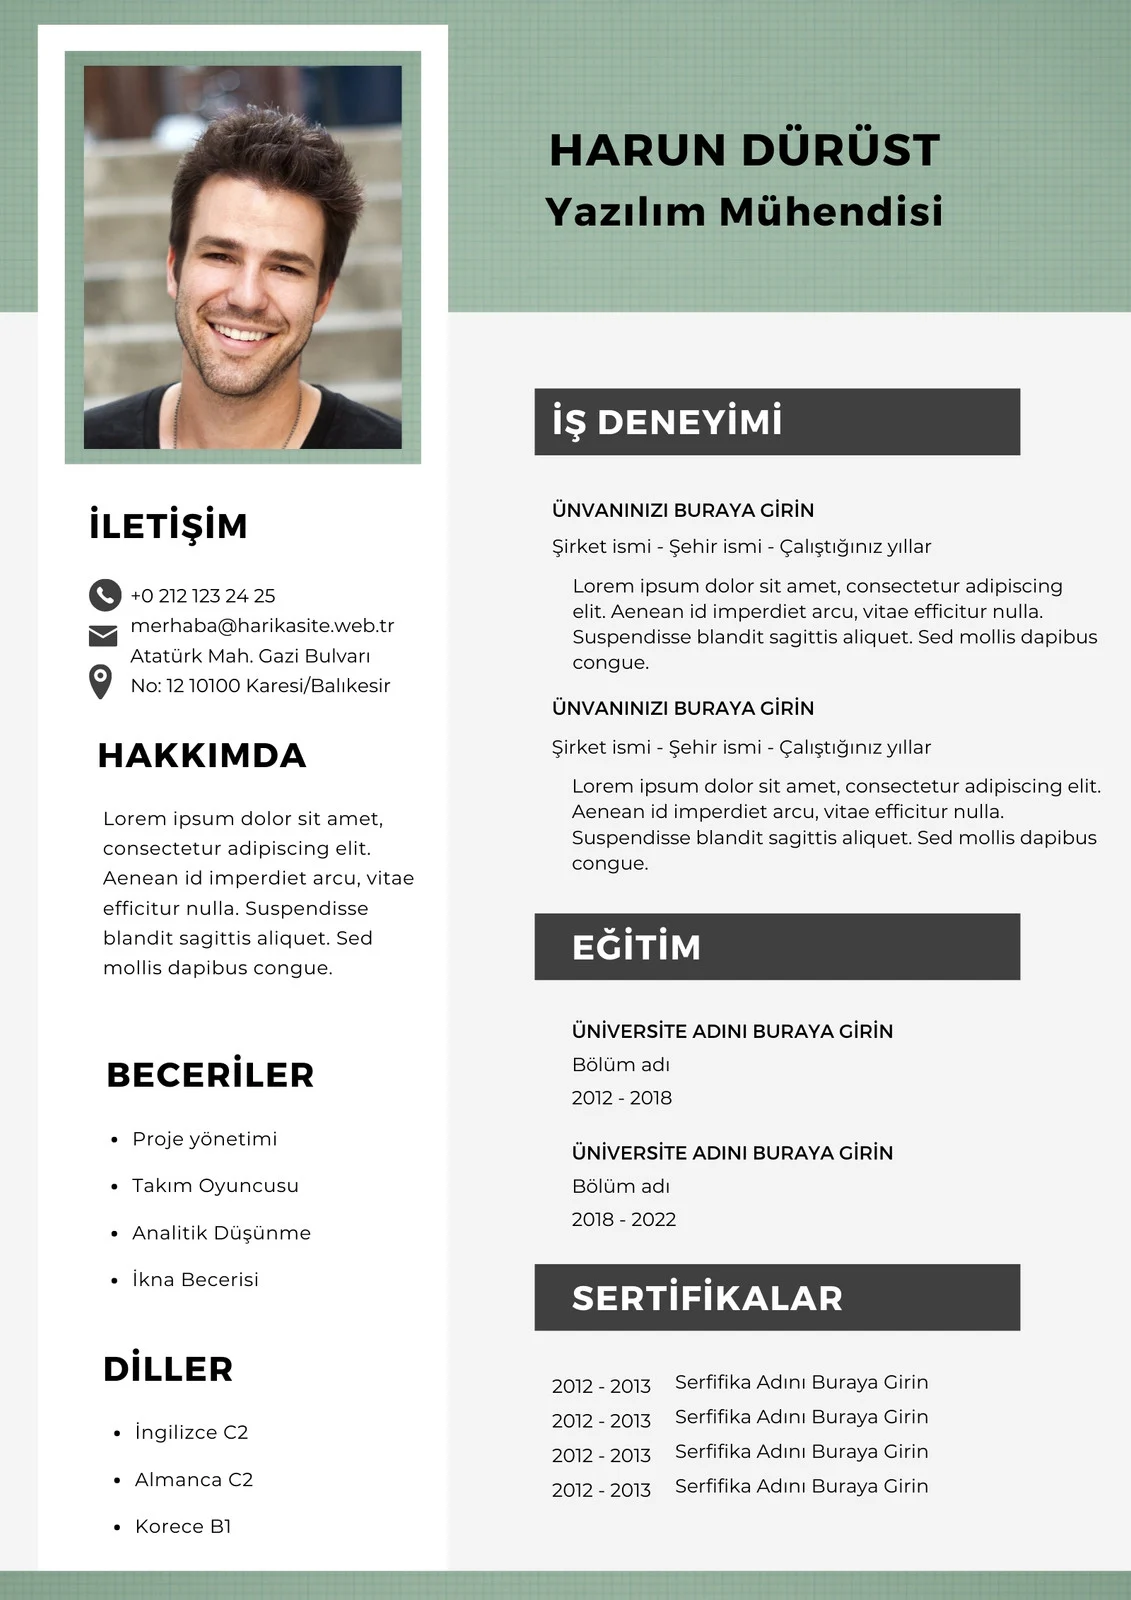 HARUN DÜRÜST
Yazılım Mühendisi
İLETİŞİM
+0 212 123 24 25
merhaba@harikasite.web.tr
Atatürk Mah. Gazi Bulvarı
No: 12 10100 Karesi/Balıkesir
HAKKIMDA
Lorem ipsum dolor sit amet,
consectetur adipiscing elit.
Aenean id imperdiet arcu, vitae
efficitur nulla. Suspendisse
blandit sagittis aliquet. Sed
mollis dapibus congue.
BECERİLER
• Proje yönetimi
• Takım Oyuncusu
• Analitik Düşünme
• İkna Becerisi
DİLLER
• İngilizce C2
• Almanca C2
• Korece B1
İŞ DENEYİMİ
ÜNVANINIZI BURAYA GİRİN
Şirket ismi - Şehir ismi - Çalıştığınız yıllar
Lorem ipsum dolor sit amet, consectetur adipiscing
elit. Aenean id imperdiet arcu, vitae efficitur nulla.
Suspendisse blandit sagittis aliquet. Sed mollis dapibus
congue.
ÜNVANINIZI BURAYA GİRİN
Şirket ismi - Şehir ismi - Çalıştığınız yıllar
Lorem ipsum dolor sit amet, consectetur adipiscing elit.
Aenean id imperdiet arcu, vitae efficitur nulla.
Suspendisse blandit sagittis aliquet. Sed mollis dapibus
congue.
EĞİTİM
ÜNİVERSİTE ADINI BURAYA GİRİN
Bölüm adı
2012 - 2018
ÜNİVERSİTE ADINI BURAYA GİRİN
Bölüm adı
2018 - 2022
SERTİFİKALAR
2012 - 2013 Serfifika Adını Buraya Girin
2012 - 2013 Serfifika Adını Buraya Girin
2012 - 2013 Serfifika Adını Buraya Girin
2012 - 2013 Serfifika Adını Buraya Girin